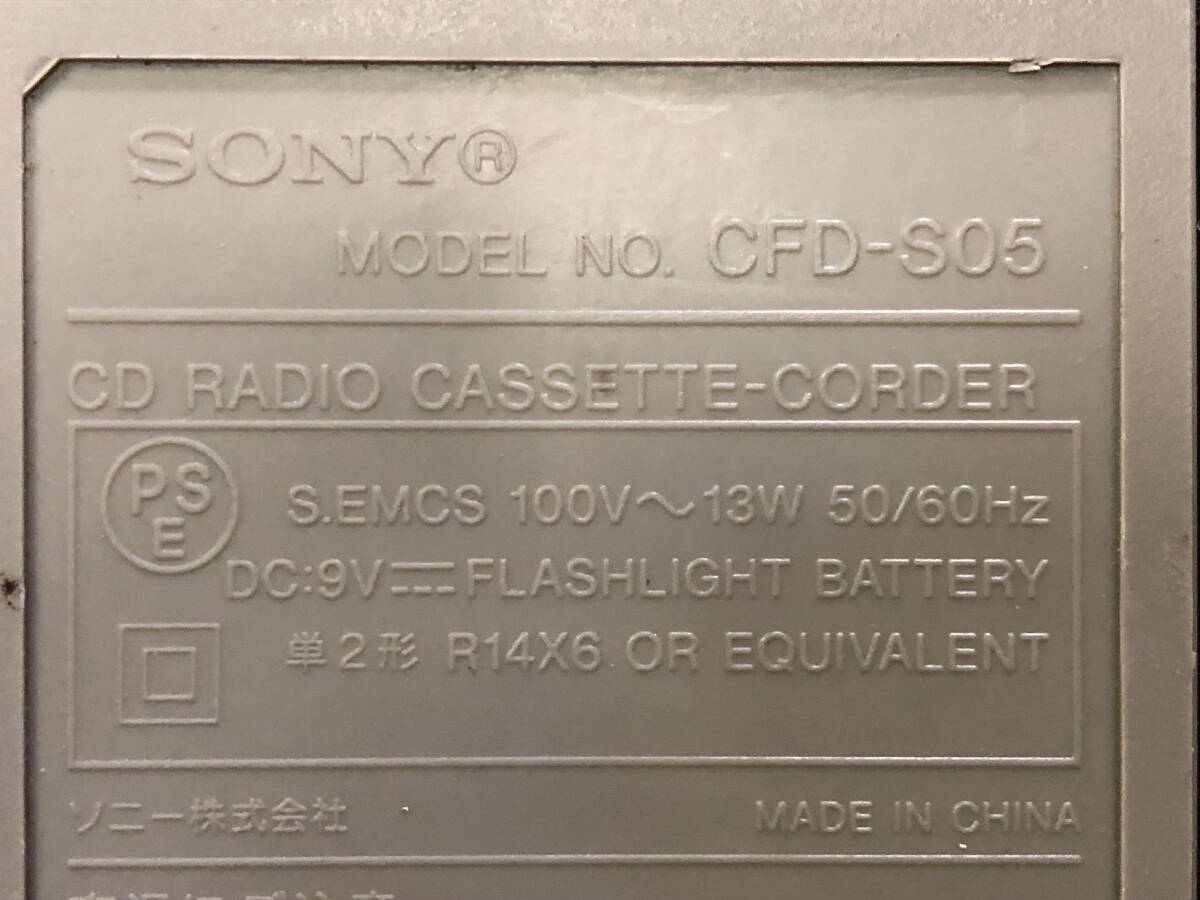 SONY®
MODEL NO. CFD-S05
CD RADIO CASSETTE-CORDER
PS
E
S.EMCS 100V～13W 50/60Hz
DC:9V⎓FLASHLIGHT BATTERY
単2形 R14X6 OR EQUIVALENT
ソニー株式会社 MADE IN CHINA